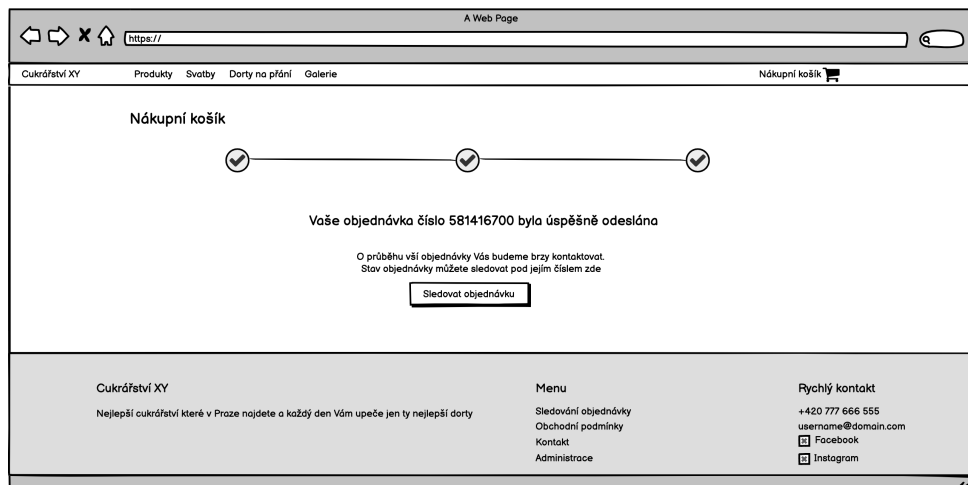 A Web Page
https://
Cukrářství XY Produkty Svatby Dorty na přání Galerie Nákupní košík
Nákupní košík
Vaše objednávka číslo 581416700 byla úspěšně odeslána
O průběhu vší objednávky Vás budeme brzy kontaktovat.
Stav objednávky můžete sledovat pod jejím číslem zde
Sledovat objednávku
Cukrářství XY
Nejlepší cukrářství které v Praze najdete a každý den Vám upeče jen ty nejlepší dorty
Menu
Sledování objednávky
Obchodní podmínky
Kontakt
Administrace
Rychlý kontakt
+420 777 666 555
username@domain.com
Facebook
Instagram